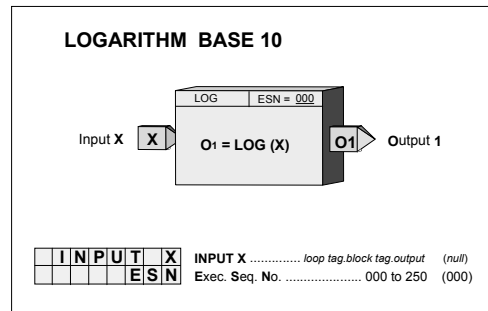 LOGARITHM BASE 10
LOG ESN = 000
Input X X O1 = LOG (X) O1 Output 1
INPUT X INPUT X .............. loop tag.block tag.output (null)
ESN Exec. Seq. No. ..................... 000 to 250 (000)